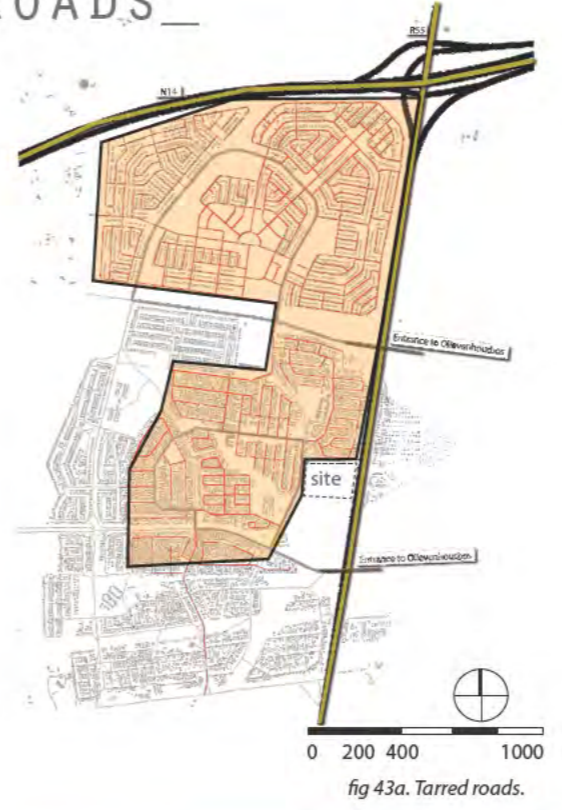 ROADS_
R55
N14
Entrance to Olievenhoutbos
site
Entrance to Olievenhoutbos
0 200 400 1000
fig 43a. Tarred roads.